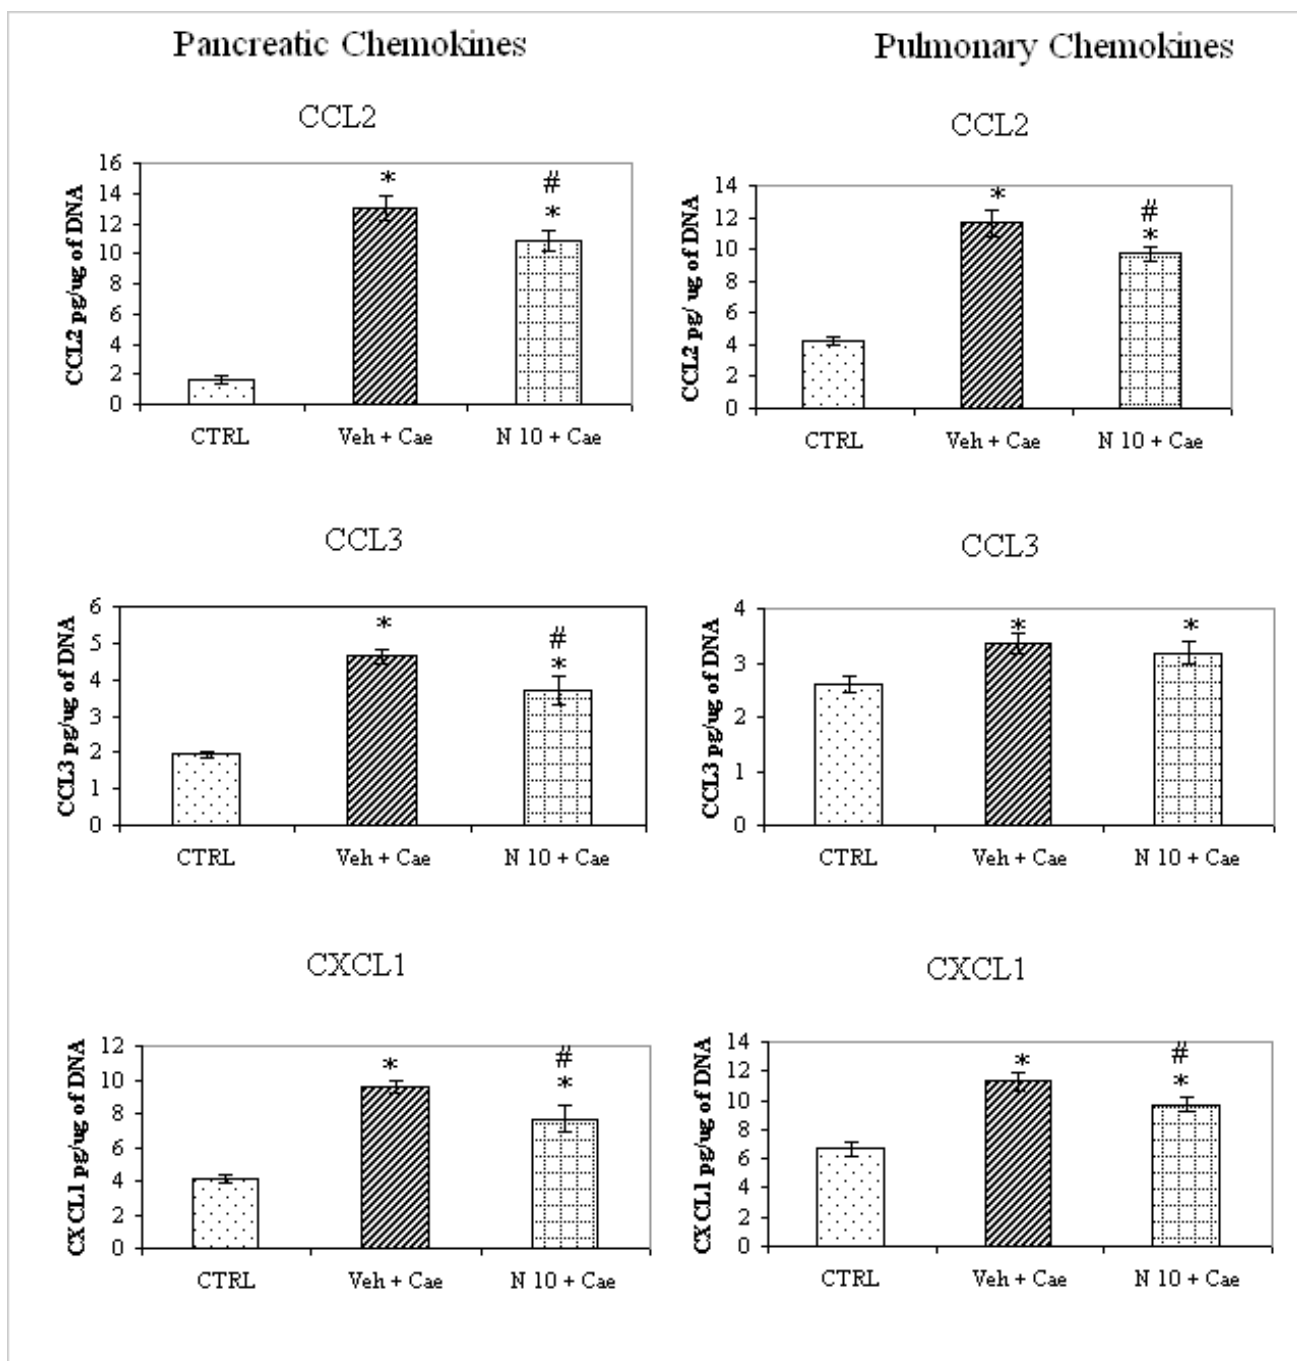 Pancreatic Chemokines
Pulmonary Chemokines
CCL2
CCL2 pg/ug of DNA
16
14
12
10
8
6
4
2
0
*
#
*
CTRL
Veh + Cae
N 10 + Cae
CCL2
CCL2 pg/ ug of DNA
14
12
10
8
6
4
2
0
*
#
*
CTRL
Veh + Cae
N 10 + Cae
CCL3
CCL3 pg/ug of DNA
6
5
4
3
2
1
0
*
#
*
CTRL
Veh + Cae
N 10 + Cae
CCL3
CCL3 pg/ug of DNA
4
3
2
1
0
*
*
CTRL
Veh + Cae
N 10 + Cae
CXCL1
CXCL1 pg/ug of DNA
12
10
8
6
4
2
0
*
#
*
CTRL
Veh + Cae
N 10 + Cae
CXCL1
CXCL1 pg/ug of DNA
14
12
10
8
6
4
2
0
*
#
*
CTRL
Veh + Cae
N 10 + Cae